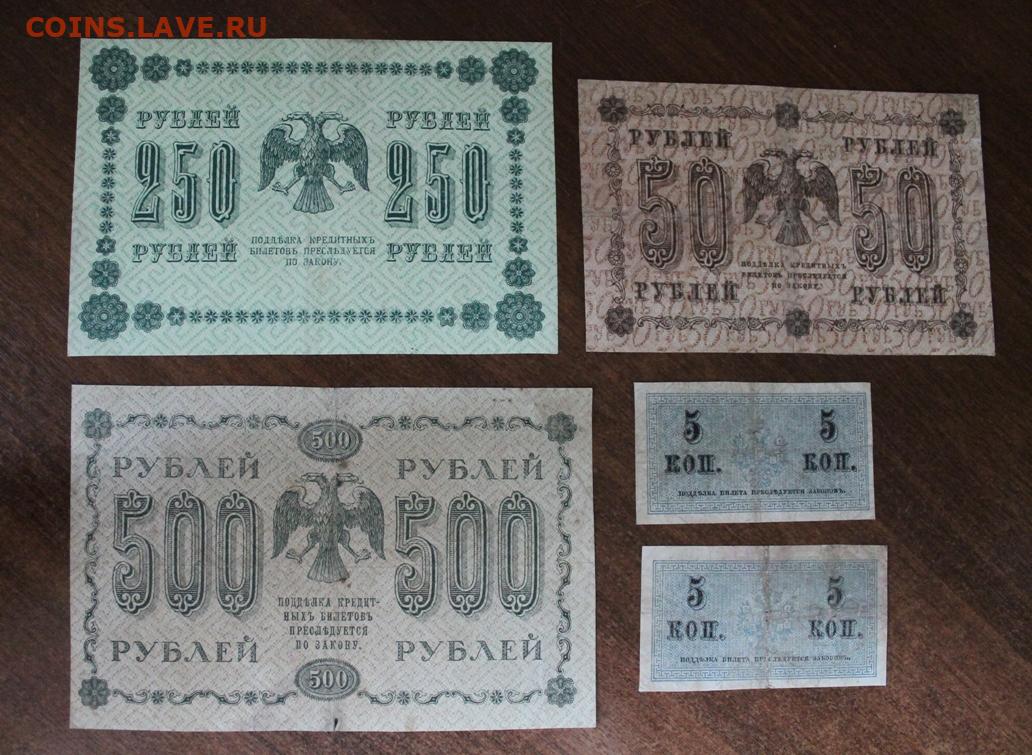 COINS.LAVE.RU
РУБЛЕЙ РУБЛЕЙ
250 250
РУБЛЕЙ РУБЛЕЙ
ПОДДѢЛКА КРЕДИТНЫХЪ
БИЛЕТОВЪ ПРЕСЛѢДУЕТСЯ
ПО ЗАКОНУ.
РУБЛЕЙ РУБЛЕЙ
50 50
ПОДДѢЛКА КРЕДИТНЫХЪ
БИЛЕТОВЪ ПРЕСЛѢДУЕТСЯ
ПО ЗАКОНУ.
РУБЛЕЙ РУБЛЕЙ
500
РУБЛЕЙ РУБЛЕЙ
500 500
ПОДДѢЛКА КРЕДИТ-
НЫХЪ БИЛЕТОВЪ
ПРЕСЛѢДУЕТСЯ
ПО ЗАКОНУ.
РУБЛЕЙ РУБЛЕЙ
500
5 5
КОП. КОП.
ПОДДѢЛКА БИЛЕТА ПРЕСЛѢДУЕТСЯ ЗАКОНОМЪ.
5 5
КОП. КОП.
ПОДДѢЛКА БИЛЕТА ПРЕСЛѢДУЕТСЯ ЗАКОНОМЪ.